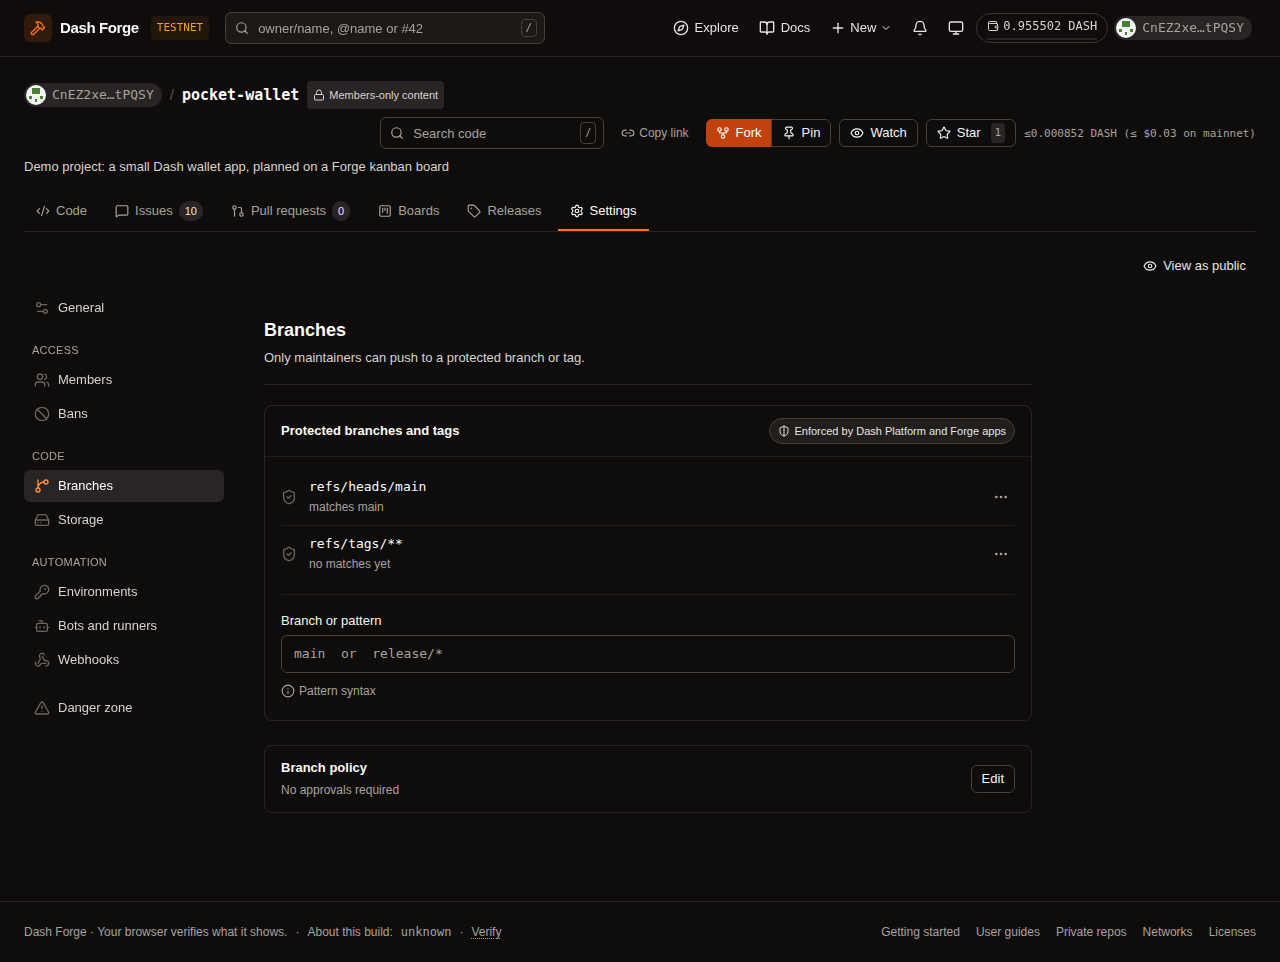 Dash Forge TESTNET owner/name, @name or #42 / Explore Docs New 0.955502 DASH CnEZ2xe…tPQSY
CnEZ2xe…tPQSY / pocket-wallet Members-only content
Search code / Copy link Fork Pin Watch Star 1 ≤0.000852 DASH (≤ $0.03 on mainnet)
Demo project: a small Dash wallet app, planned on a Forge kanban board
Code Issues 10 Pull requests 0 Boards Releases Settings
View as public
General
ACCESS
Members
Bans
CODE
Branches
Storage
AUTOMATION
Environments
Bots and runners
Webhooks
Danger zone
Branches
Only maintainers can push to a protected branch or tag.
Protected branches and tags Enforced by Dash Platform and Forge apps
refs/heads/main
matches main
refs/tags/**
no matches yet
Branch or pattern
main or release/*
Pattern syntax
Branch policy
No approvals required
Edit
Dash Forge · Your browser verifies what it shows. · About this build: unknown · Verify Getting started User guides Private repos Networks Licenses